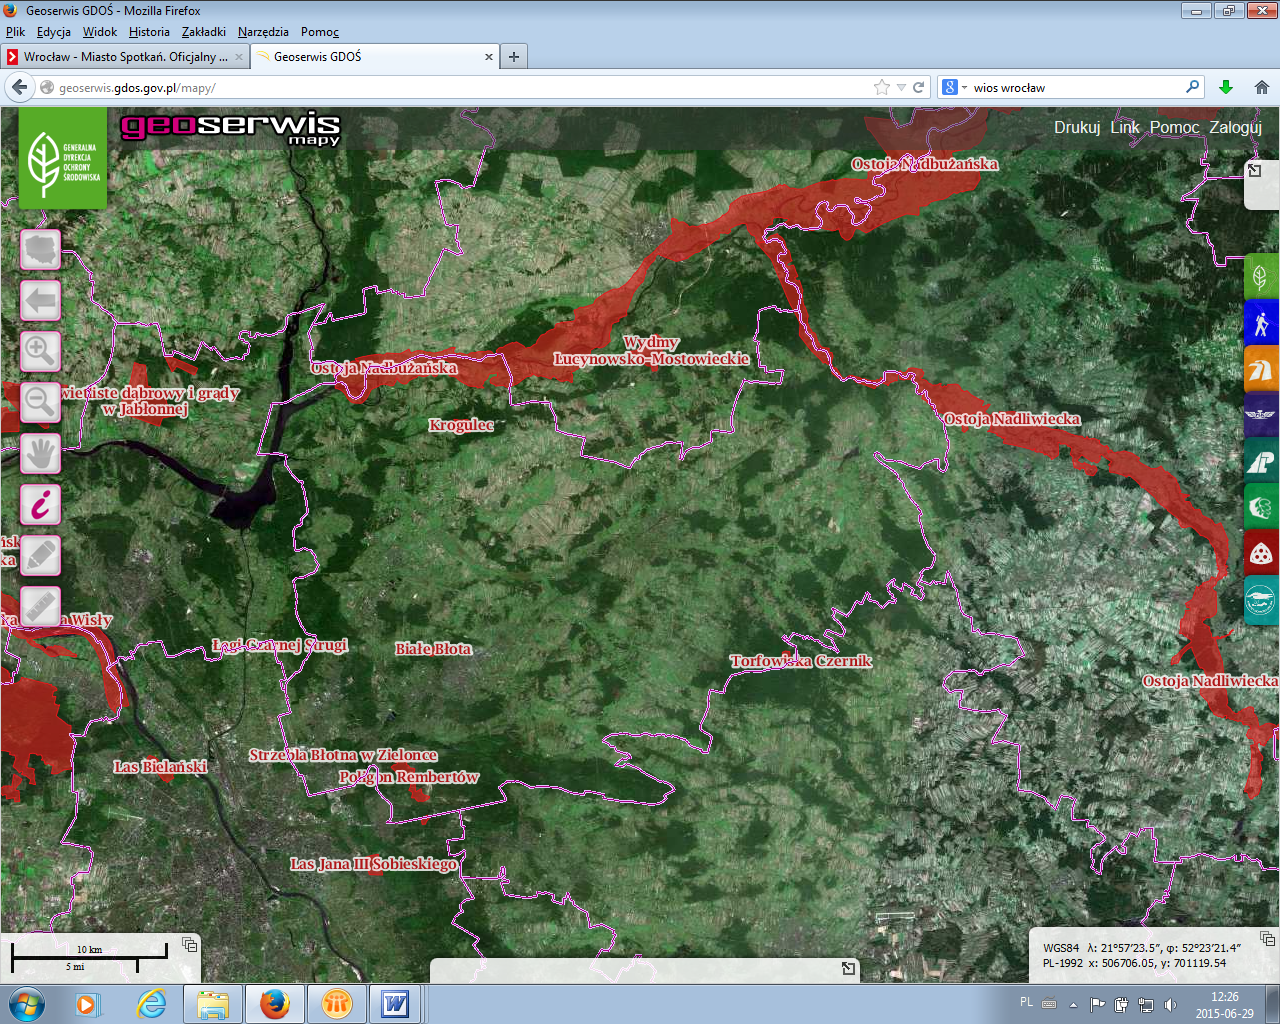 Geoserwis GDOŚ - Mozilla Firefox
Plik Edycja Widok Historia Zakładki Narzędzia Pomoc
Wrocław - Miasto Spotkań. Oficjalny ...
Geoserwis GDOŚ
geoserwis.gdos.gov.pl/mapy/
wios wrocław
GENERALNA
DYREKCJA
OCHRONY
ŚRODOWISKA
geoserwis
mapy
Drukuj Link Pomoc Zaloguj
Ostoja Nadbużańska
Wydmy
Lucynowsko-Mostowieckie
Ostoja Nadbużańska
wietliste dąbrowy i grądy
w Jabłonnej
Krogulec
Ostoja Nadliwiecka
ńsk
ka
Wisły
Łęgi Czarnej Strugi
Białe Błota
Torfowiska Czernik
Ostoja Nadliwiecka
Strzebla Błotna w Zielonce
Las Bielański
Poligon Rembertów
Las Jana III Sobieskiego
10 km
5 mi
WGS84 λ: 21°57'23.5", φ: 52°23'21.4"
PL-1992 x: 506706.05, y: 701119.54
PL
12:26
2015-06-29